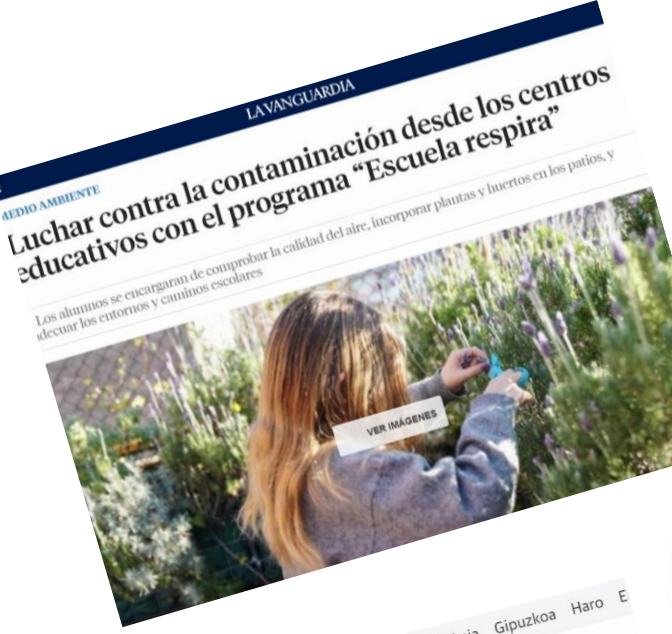 LA VANGUARDIA
MEDIO AMBIENTE
Luchar contra la contaminación desde los centros
educativos con el programa “Escuela respira”
Los alumnos se encargaran de comprobar la calidad del aire, incorporar plantas y huertos en los patios, y
adecuar los entornos y caminos escolares
VER IMÁGENES
Gipuzkoa Haro